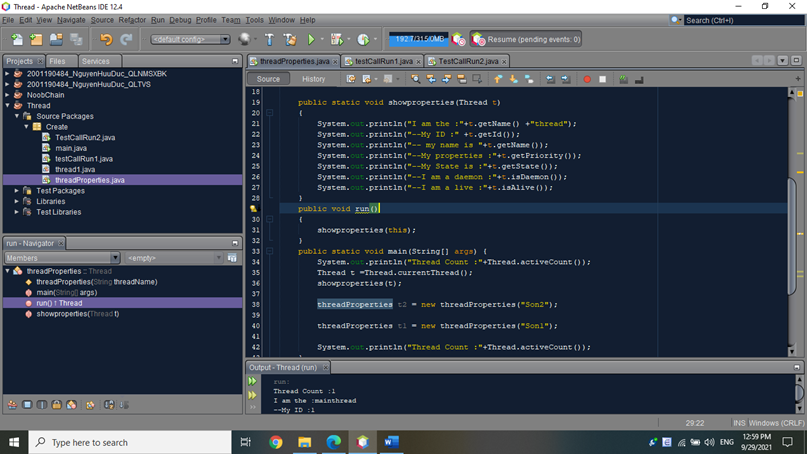 Thread - Apache NetBeans IDE 12.4
File Edit View Navigate Source Refactor Run Debug Profile Team Tools Window Help
Search (Ctrl+I)
<default config>
192.7/315.0MB
Resume (pending events: 0)
Projects
Files
Services
2001190484_NguyenHuuDuc_QLNMSXBK
2001190484_NguyenHuuDuc_QLTVS
NoobChain
Thread
Source Packages
Create
TestCallRun2.java
main.java
testCallRun1.java
thread1.java
threadProperties.java
Test Packages
Libraries
Test Libraries
run - Navigator
Members
<empty>
threadProperties :: Thread
threadProperties(String threadName)
main(String[] args)
run() ↑ Thread
showproperties(Thread t)
threadProperties.java
testCallRun1.java
TestCallRun2.java
Source
History
18
19 public static void showproperties(Thread t)
20 {
21 System.out.println("I am the :"+t.getName() +"thread");
22 System.out.println("--My ID :" +t.getId());
23 System.out.println("-- my name is "+t.getName());
24 System.out.println("--My properties :"+t.getPriority());
25 System.out.println("--My State is :"+t.getState());
26 System.out.println("--I am a daemon :"+t.isDaemon());
27 System.out.println("--I am a live :"+t.isAlive());
28 }
public void run()
30 {
31 showproperties(this);
32 }
33 public static void main(String[] args) {
34 System.out.println("Thread Count :"+Thread.activeCount());
35 Thread t =Thread.currentThread();
36 showproperties(t);
37
38 threadProperties t2 = new threadProperties("Son2");
39
40 threadProperties t1 = new threadProperties("Son1");
41
42 System.out.println("Thread Count :"+Thread.activeCount());
Output - Thread (run)
run:
Thread Count :1
I am the :mainthread
--My ID :1
29:22
INS
Windows (CRLF)
Type here to search
ENG
12:59 PM
9/29/2021